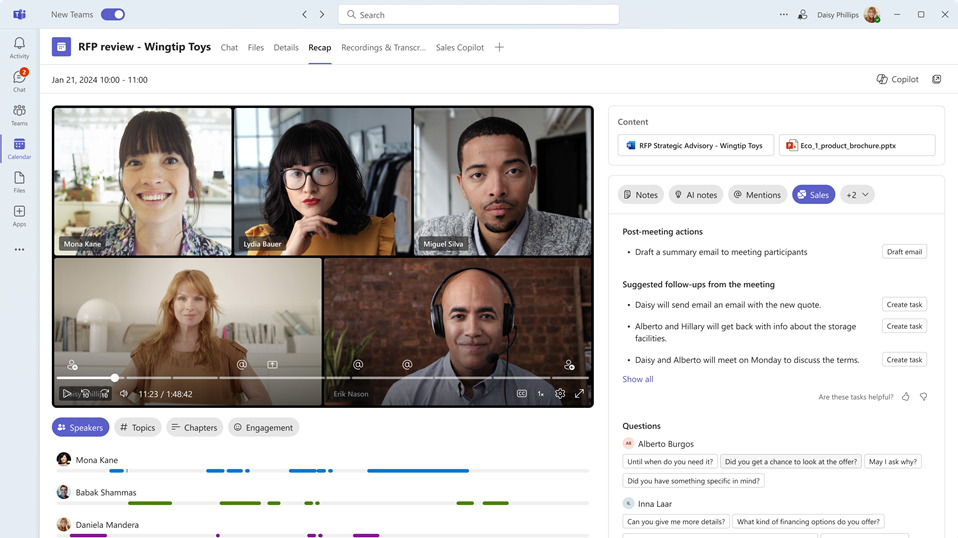 New Teams
Search
Daisy Phillips
Activity
2
Chat
Teams
Calendar
Files
Apps
RFP review - Wingtip Toys
Chat
Files
Details
Recap
Recordings & Transcr...
Sales Copilot
Jan 21, 2024 10:00 - 11:00
Copilot
Mona Kane
Lydia Bauer
Miguel Silva
11:23 / 1:48:42
Erik Nason
CC
1x
Speakers
Topics
Chapters
Engagement
Mona Kane
Babak Shammas
Daniela Mandera
Content
RFP Strategic Advisory - Wingtip Toys
Eco_1_product_brochure.pptx
Notes
AI notes
Mentions
Sales
+2
Post-meeting actions
• Draft a summary email to meeting participants
Draft email
Suggested follow-ups from the meeting
• Daisy will send email an email with the new quote.
Create task
• Alberto and Hillary will get back with info about the storage
facilities.
Create task
• Daisy and Alberto will meet on Monday to discuss the terms.
Create task
Show all
Are these tasks helpful?
Questions
AB
Alberto Burgos
Until when do you need it?
Did you get a chance to look at the offer?
May I ask why?
Did you have something specific in mind?
IL
Inna Laar
Can you give me more details?
What kind of financing options do you offer?